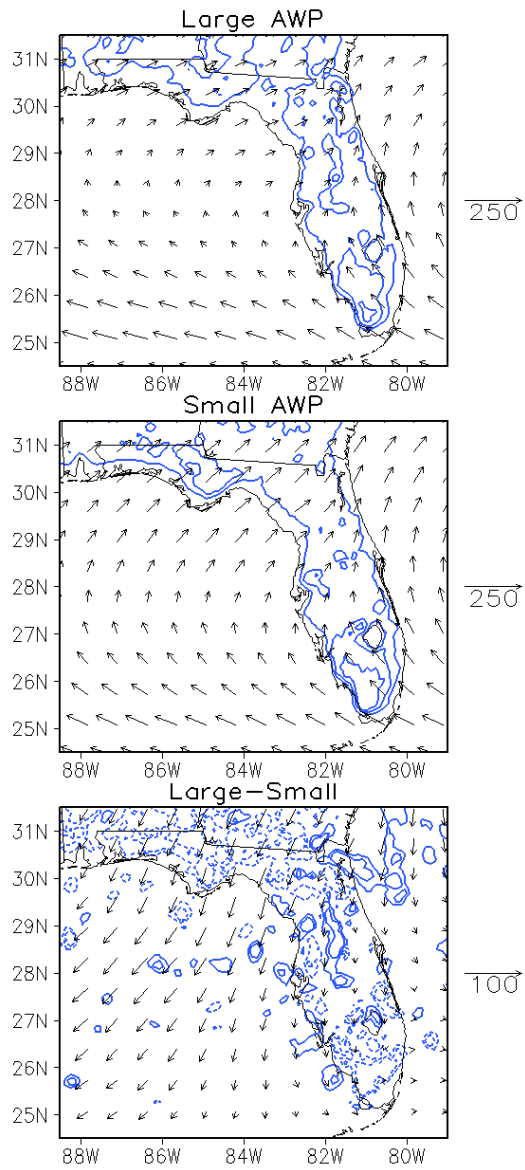 Large AWP
31N
30N
29N
28N
27N
26N
25N
250
88W 86W 84W 82W 80W
Small AWP
31N
30N
29N
28N
27N
26N
25N
250
88W 86W 84W 82W 80W
Large−Small
31N
30N
29N
28N
27N
26N
25N
100
88W 86W 84W 82W 80W